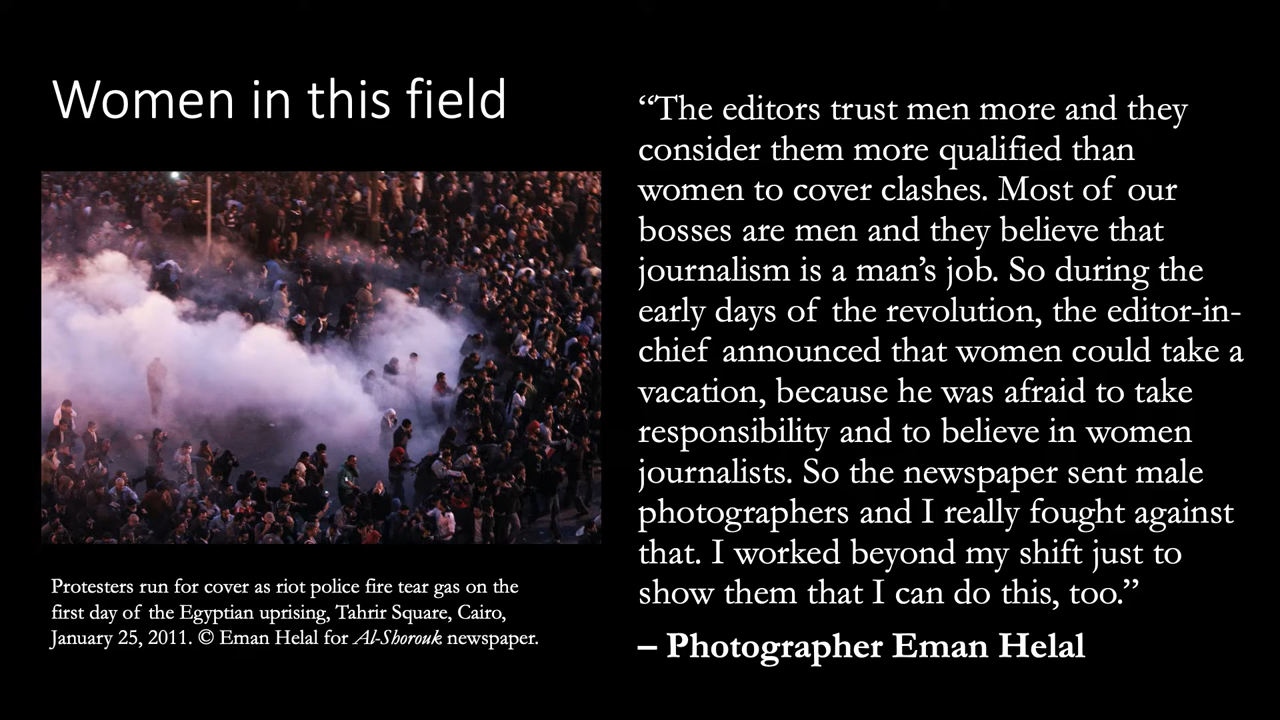 Women in this field
Protesters run for cover as riot police fire tear gas on the
first day of the Egyptian uprising, Tahrir Square, Cairo,
January 25, 2011. © Eman Helal for Al-Shorouk newspaper.
“The editors trust men more and they
consider them more qualified than
women to cover clashes. Most of our
bosses are men and they believe that
journalism is a man’s job. So during the
early days of the revolution, the editor-in-
chief announced that women could take a
vacation, because he was afraid to take
responsibility and to believe in women
journalists. So the newspaper sent male
photographers and I really fought against
that. I worked beyond my shift just to
show them that I can do this, too.”
– Photographer Eman Helal